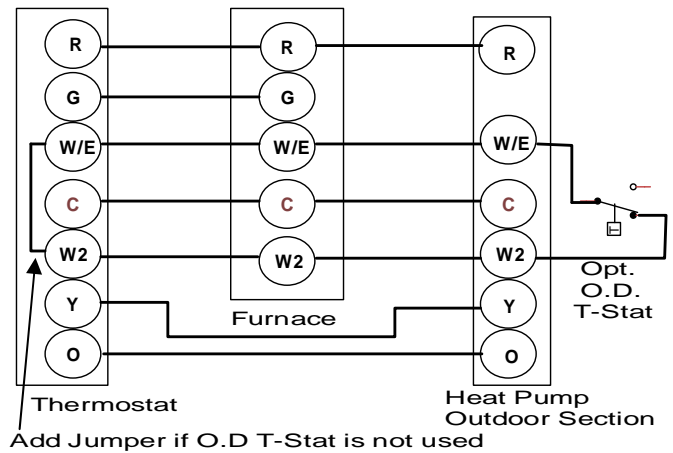 R
G
W/E
C
W2
Y
O
Thermostat
R
G
W/E
C
W2
Furnace
R
W/E
C
W2
Y
O
Heat Pump
Outdoor Section
T
Opt.
O.D.
T-Stat
Add Jumper if O.D T-Stat is not used